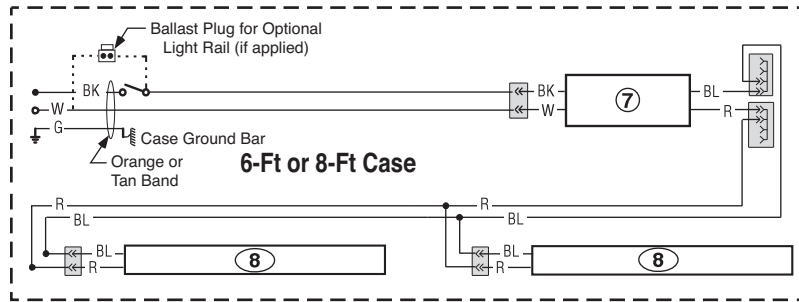 Ballast Plug for Optional
Light Rail (if applied)
BK
W
G
Case Ground Bar
Orange or
Tan Band
6-Ft or 8-Ft Case
BK
W
7
BL
R
R
BL
R
BL
BL
R
8
BL
R
8